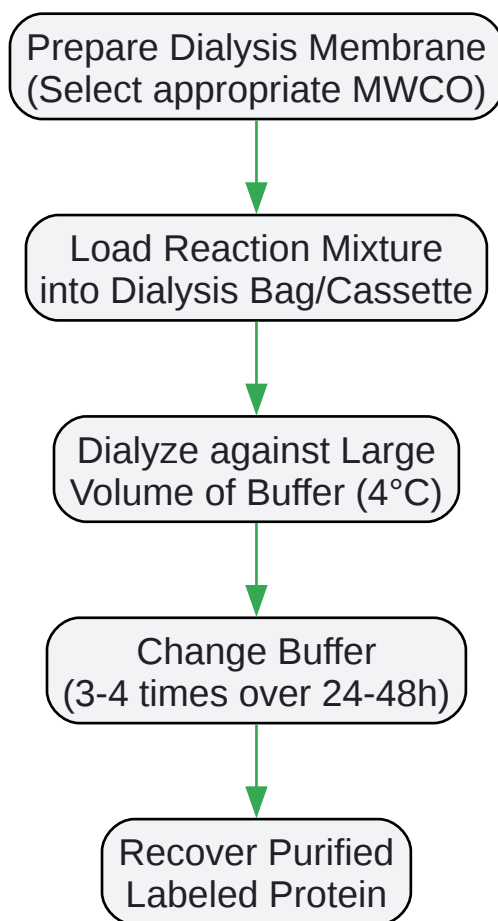 Prepare Dialysis Membrane
(Select appropriate MWCO)
Load Reaction Mixture
into Dialysis Bag/Cassette
Dialyze against Large
Volume of Buffer (4°C)
Change Buffer
(3-4 times over 24-48h)
Recover Purified
Labeled Protein